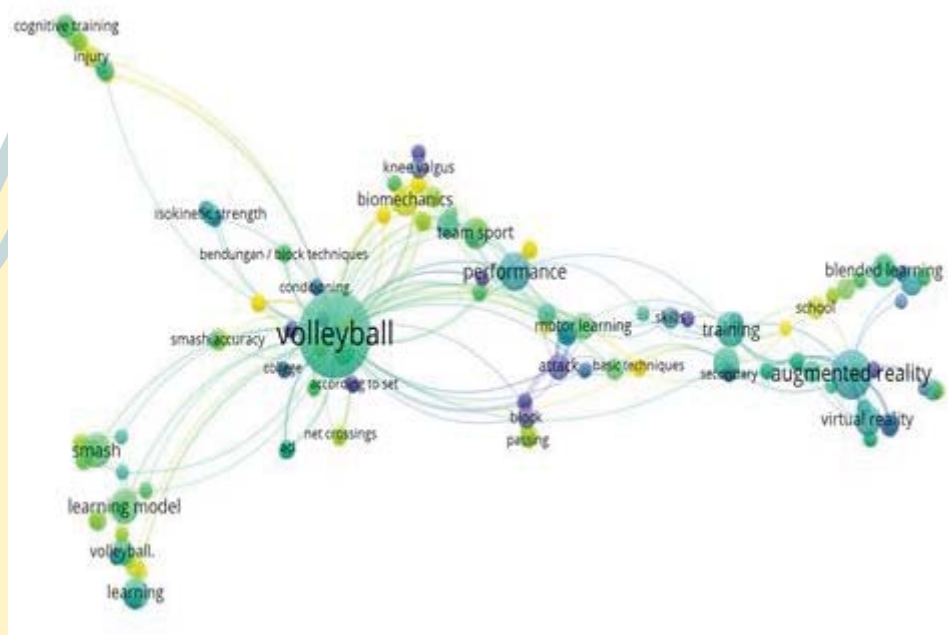 cognitive training
injury
knee valgus
biomechanics
isokinetic strength
team sport
bendungan / block techniques
performance
blended learning
conditioning
school
volleyball
motor learning
skills
training
smash accuracy
college
attack
basic techniques
secondary
augmented reality
according to set
block
virtual reality
net crossings
passing
smash
learning model
volleyball.
learning